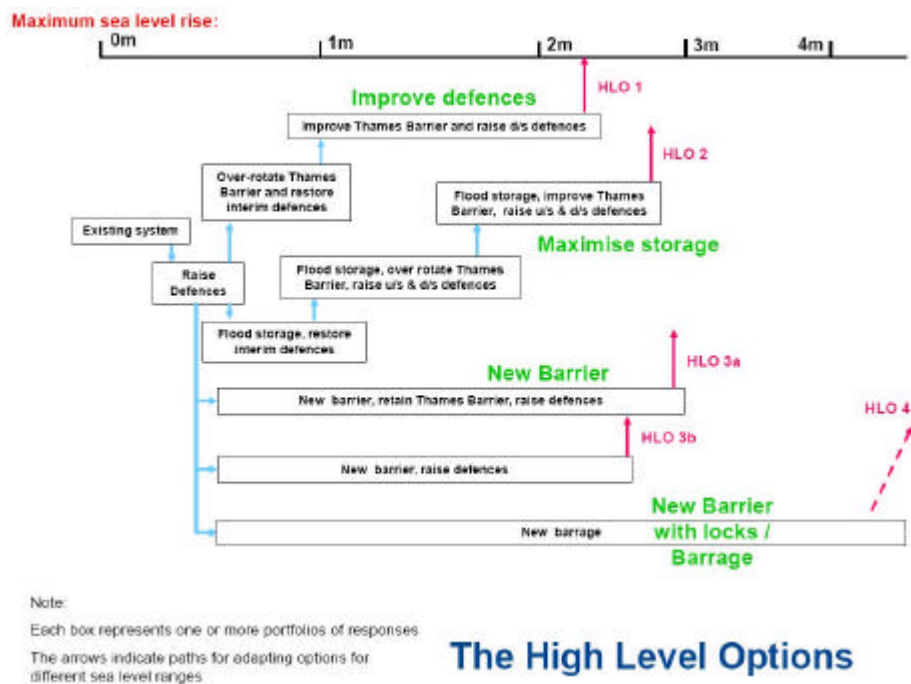 Maximum sea level rise:
0m 1m 2m 3m 4m
HLO 1
Improve defences
Improve Thames Barrier and raise d/s defences
HLO 2
Over-rotate Thames
Barrier and restore
interim defences
Flood storage, improve Thames
Barrier, raise u/s & d/s defences
Existing system
Maximise storage
Raise
Defences
Flood storage, over rotate Thames
Barrier, raise u/s & d/s defences
Flood storage, restore
interim defences
HLO 3a
New Barrier
New barrier, retain Thames Barrier, raise defences
HLO 4
HLO 3b
New barrier, raise defences
New Barrier
with locks /
Barrage
New barrage
Note:
Each box represents one or more portfolios of responses
The arrows indicate paths for adapting options for
different sea level ranges
The High Level Options